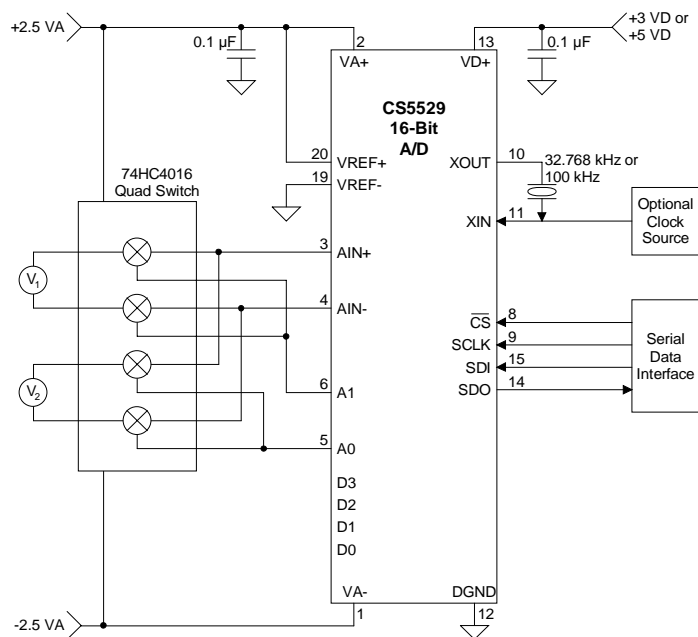 +2.5 VA
0.1 µF
2
VA+
13
VD+
0.1 µF
+3 VD or
+5 VD
CS5529
16-Bit
A/D
20
VREF+
19
VREF-
XOUT
10
32.768 kHz or
100 kHz
XIN
11
Optional
Clock
Source
74HC4016
Quad Switch
V1
V2
3
AIN+
4
AIN-
6
A1
5
A0
D3
D2
D1
D0
CS
8
SCLK
9
SDI
15
SDO
14
Serial
Data
Interface
VA-
1
DGND
12
-2.5 VA